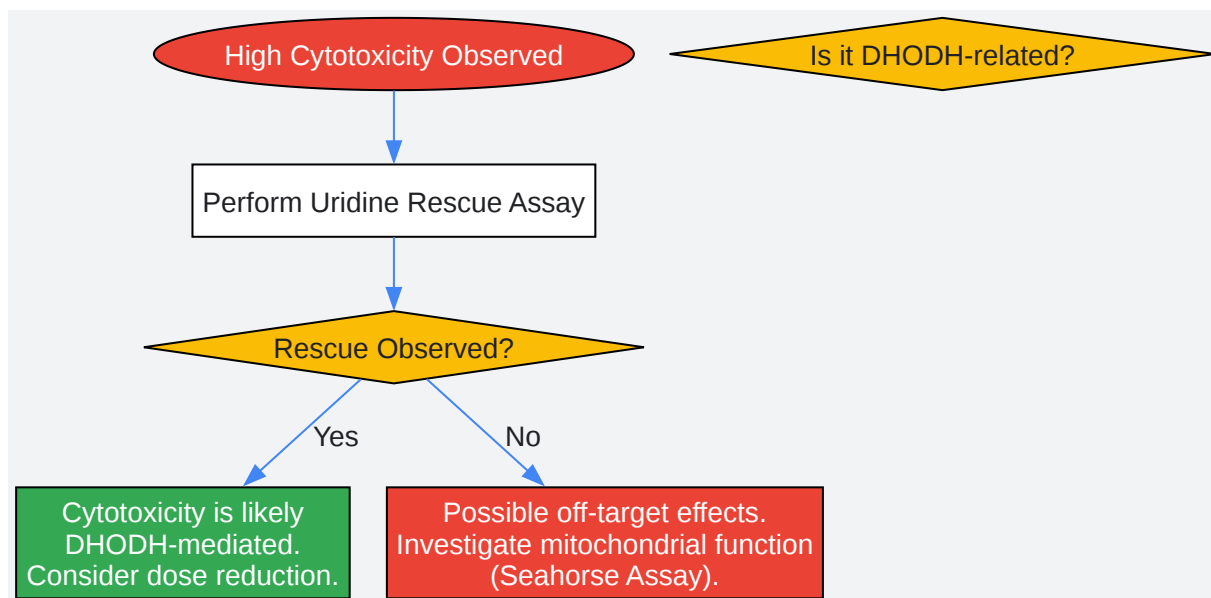 High Cytotoxicity Observed
Is it DHODH-related?
Perform Uridine Rescue Assay
Rescue Observed?
Yes
No
Cytotoxicity is likely
DHODH-mediated.
Consider dose reduction.
Possible off-target effects.
Investigate mitochondrial function
(Seahorse Assay).